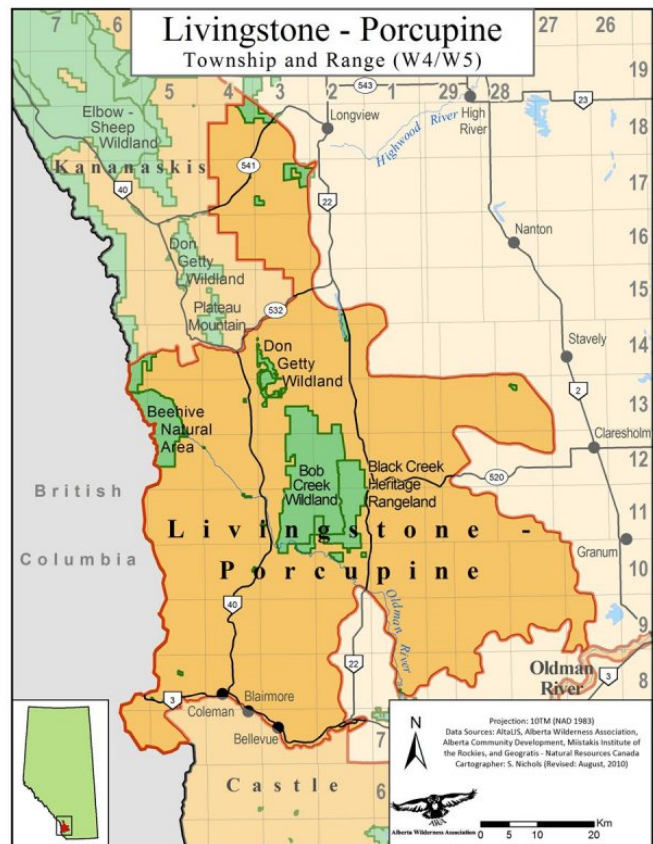 Livingstone - Porcupine
Township and Range (W4/W5)
7
6
5
4
3
2
1
29
28
27
26
25
19
18
17
16
15
14
13
12
11
10
9
8
7
6
543
23
Longview
High
River
Highwood River
Elbow -
Sheep
Wildland
Kananaskis
541
40
22
Nanton
Don
Getty
Wildland
Plateau
Mountain
532
Don
Getty
Wildland
Stavely
2
Claresholm
Beehive
Natural
Area
Bob
Creek
Wildland
Black Creek
Heritage
Rangeland
520
British
Columbia
Granum
Livingstone -
Porcupine
40
Oldman River
22
Oldman
River
3
3
Coleman
Blairmore
Bellevue
Castle
N
Projection: 10TM (NAD 1983)
Data Sources: AltaLIS, Alberta Wilderness Association,
Alberta Community Development, Miistakis Institute of
the Rockies, and Geogratis - Natural Resources Canada
Cartographer: S. Nichols (Revised: August, 2010)
AWA
Alberta Wilderness Association
Km
0 5 10 20